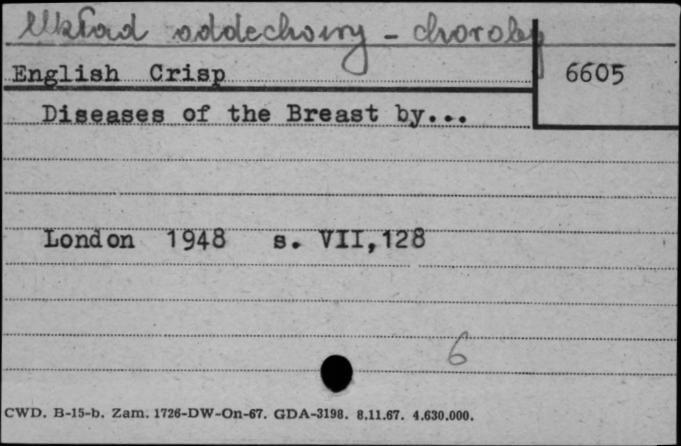 Układ oddechowy - choroby
English Crisp
6605
Diseases of the Breast by...
London 1948 s. VII,128
6
CWD. B-15-b. Zam. 1726-DW-On-67. GDA-3198. 8.11.67. 4.630.000.